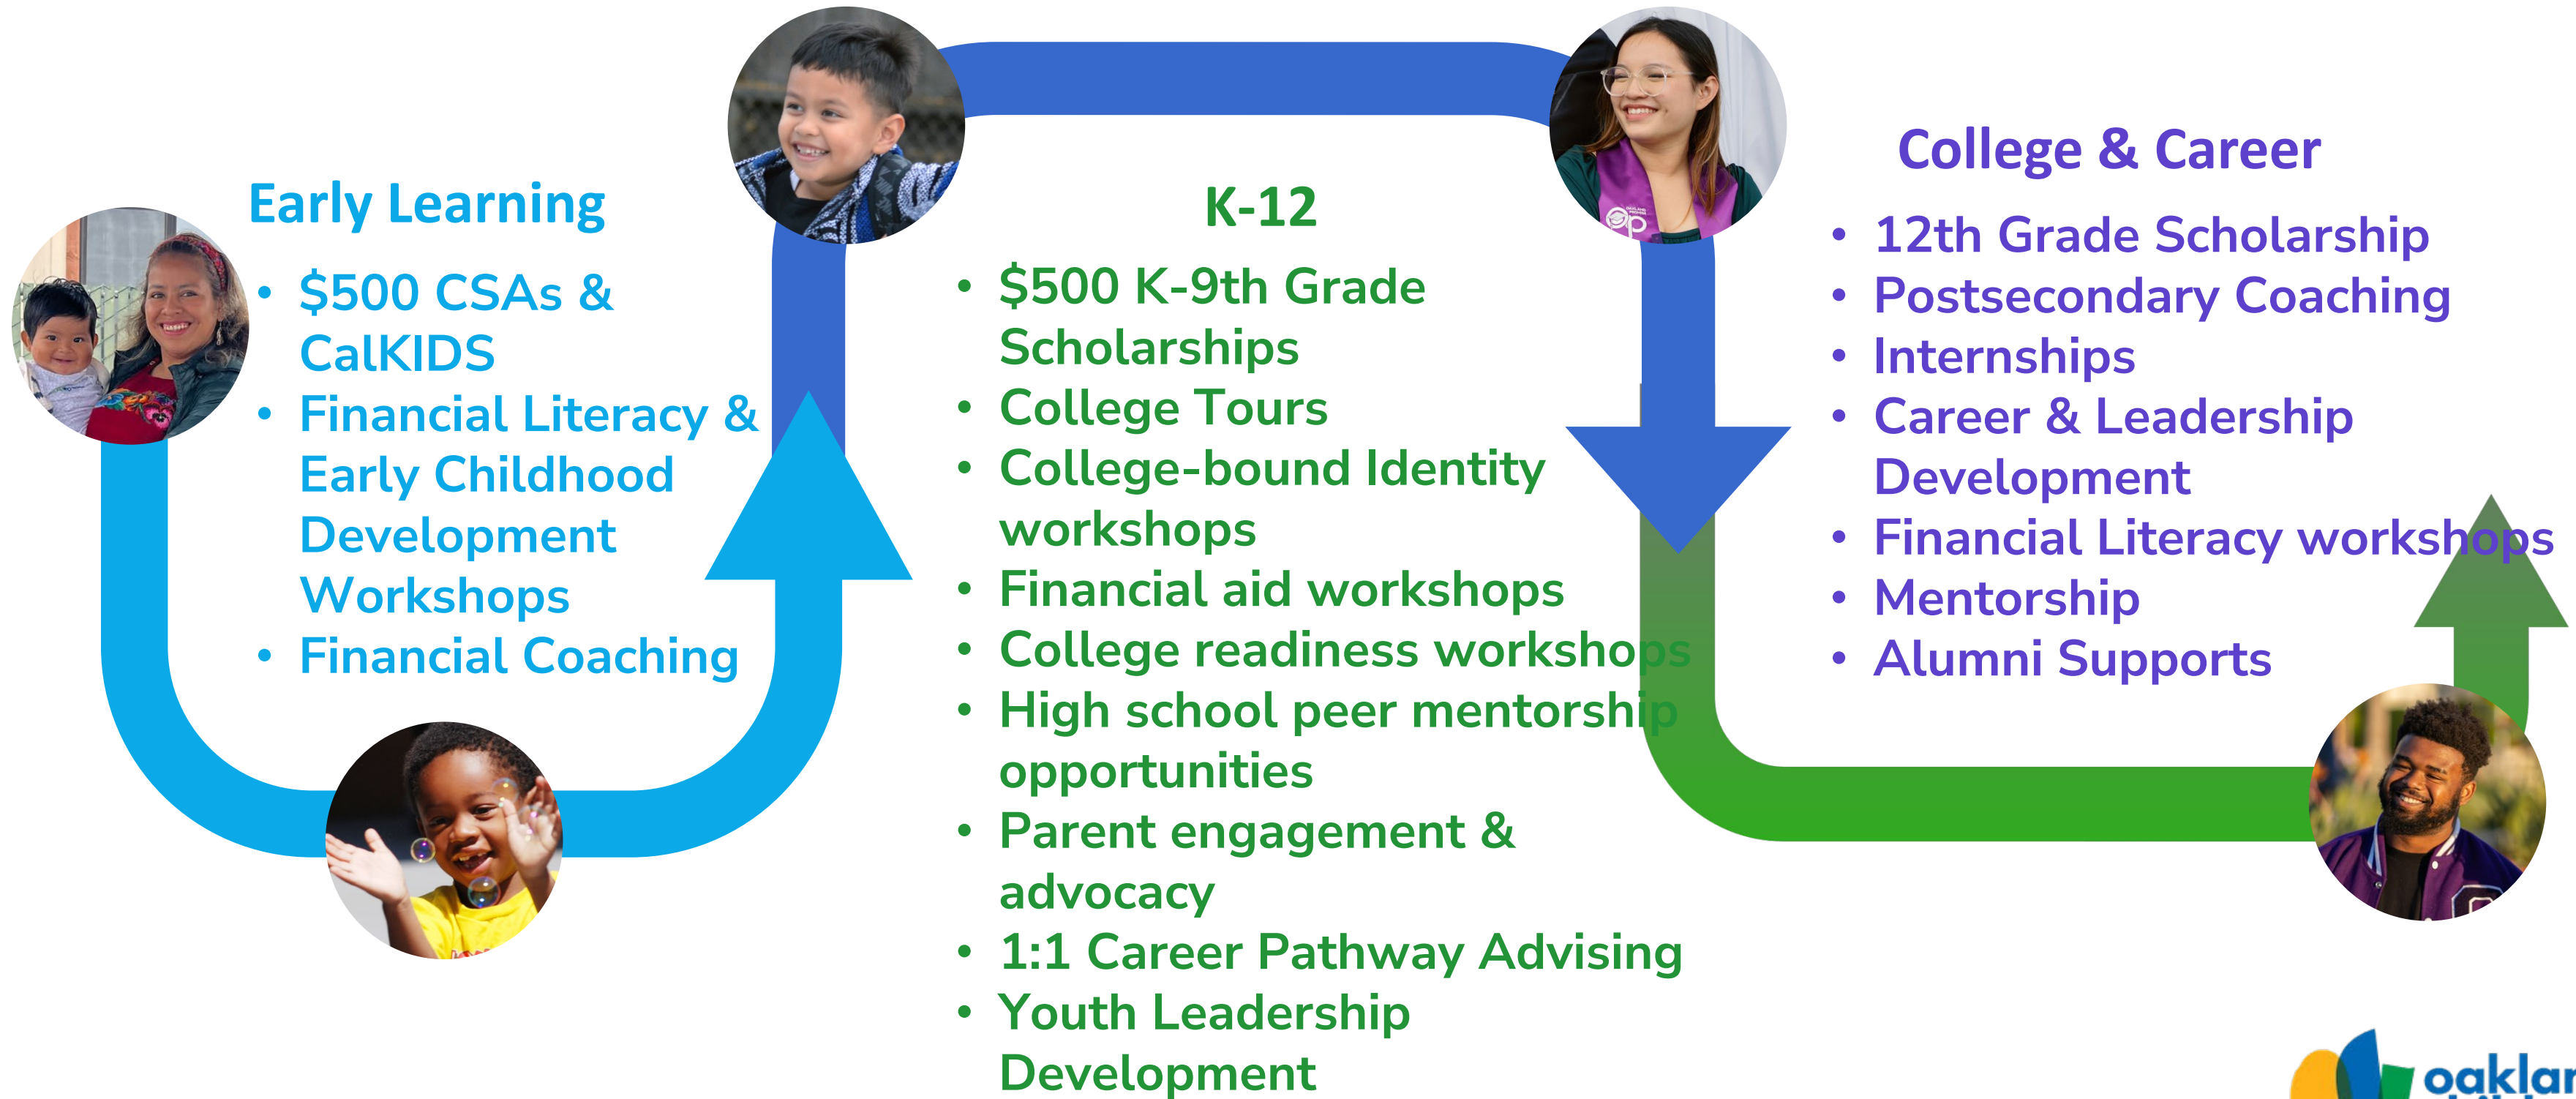 Early Learning
• $500 CSAs &
CalKIDS
• Financial Literacy &
Early Childhood
Development
Workshops
• Financial Coaching
K-12
• $500 K-9th Grade
Scholarships
• College Tours
• College-bound Identity
workshops
• Financial aid workshops
• College readiness workshops
• High school peer mentorship
opportunities
• Parent engagement &
advocacy
• 1:1 Career Pathway Advising
• Youth Leadership
Development
College & Career
• 12th Grade Scholarship
• Postsecondary Coaching
• Internships
• Career & Leadership
Development
• Financial Literacy workshops
• Mentorship
• Alumni Supports